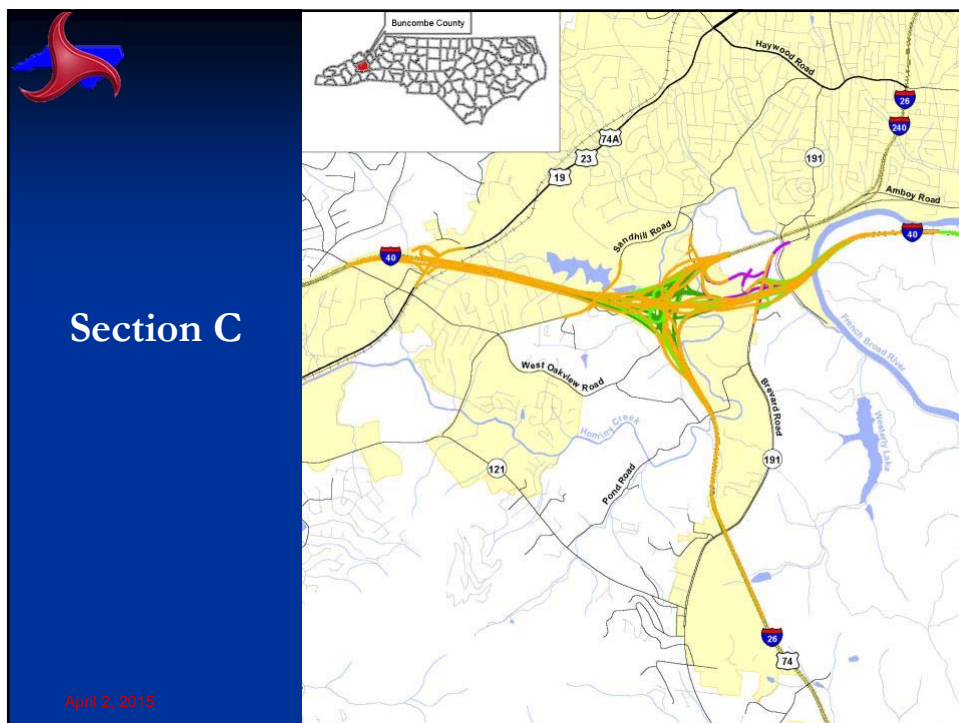 Section C
April 2, 2015
Buncombe County
Haywood Road
26
240
74A
23
19
191
Amboy Road
Sandhill Road
40
40
French Broad River
West Oakview Road
Brevard Road
Westerly Lake
Hominy Creek
191
121
Pond Road
26
74